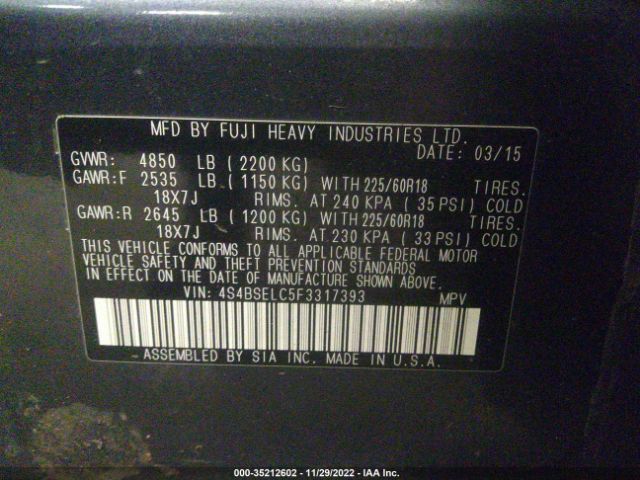 MFD BY FUJI HEAVY INDUSTRIES LTD.
DATE: 03/15
GVWR: 4850 LB (2200 KG)
GAWR:F 2535 LB (1150 KG) WITH 225/60R18 TIRES.
18X7J RIMS. AT 240 KPA (35 PSI) COLD
GAWR:R 2645 LB (1200 KG) WITH 225/60R18 TIRES.
18X7J RIMS. AT 230 KPA (33 PSI) COLD
THIS VEHICLE CONFORMS TO ALL APPLICABLE FEDERAL MOTOR
VEHICLE SAFETY AND THEFT PREVENTION STANDARDS
IN EFFECT ON THE DATE OF MANUFACTURE SHOWN ABOVE.
VIN: 4S4BSELC5F3317393 MPV
ASSEMBLED BY SIA INC. MADE IN U.S.A.
000-35212602 - 11/29/2022 - IAA Inc.